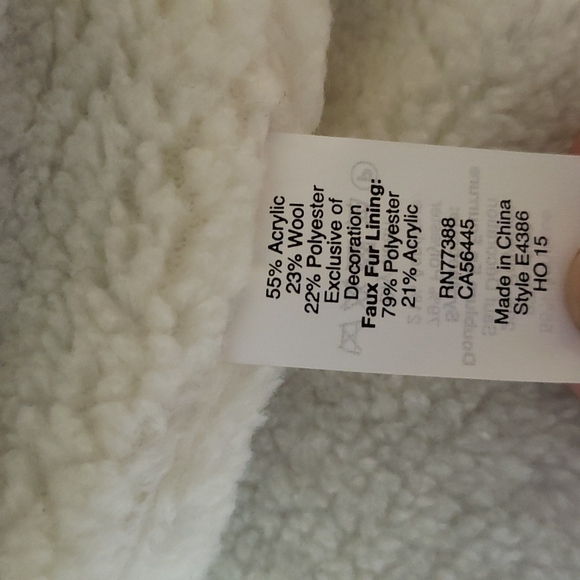 55% Acrylic
23% Wool
22% Polyester
Exclusive of
Decoration
Faux Fur Lining:
79% Polyester
21% Acrylic
RN77388
CA56445
Made in China
Style E4386
HO 15